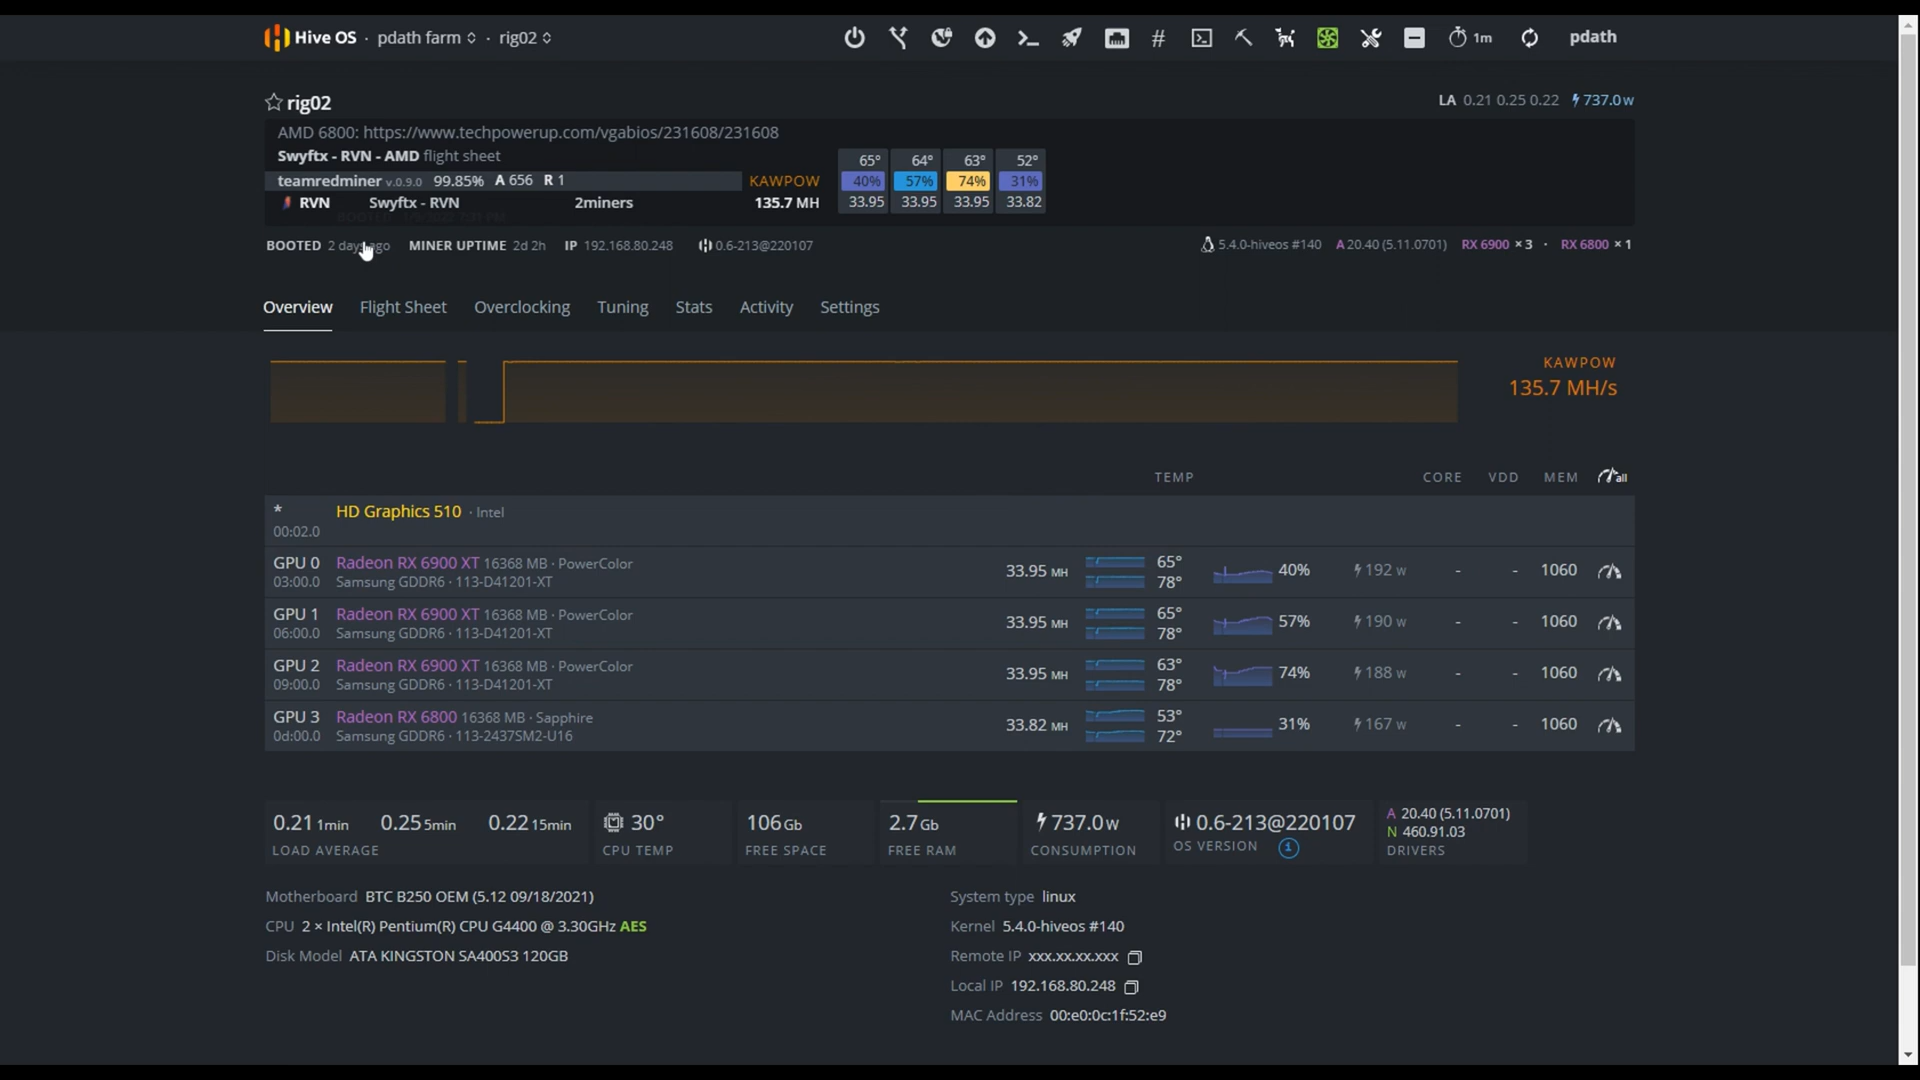 Hive OS · pdath farm · rig02 # 1m pdath
rig02 LA 0.21 0.25 0.22 737.0 w
AMD 6800: https://www.techpowerup.com/vgabios/231608/231608
Swyftx - RVN - AMD flight sheet 65° 64° 63° 52°
teamredminer v.0.9.0 99.85% A 656 R 1 KAWPOW 40% 57% 74% 31%
RVN Swyftx - RVN 2miners 135.7 MH 33.95 33.95 33.95 33.82
BOOTED 2 days ago MINER UPTIME 2d 2h IP 192.168.80.248 0.6-213@220107 5.4.0-hiveos #140 A 20.40 (5.11.0701) RX 6900 × 3 · RX 6800 × 1
Overview Flight Sheet Overclocking Tuning Stats Activity Settings
KAWPOW
135.7 MH/s
TEMP CORE VDD MEM all
* HD Graphics 510 · Intel
00:02.0
GPU 0 Radeon RX 6900 XT 16368 MB · PowerColor 33.95 MH 65° 40% 192 w - - 1060
03:00.0 Samsung GDDR6 · 113-D41201-XT 78°
GPU 1 Radeon RX 6900 XT 16368 MB · PowerColor 33.95 MH 65° 57% 190 w - - 1060
06:00.0 Samsung GDDR6 · 113-D41201-XT 78°
GPU 2 Radeon RX 6900 XT 16368 MB · PowerColor 33.95 MH 63° 74% 188 w - - 1060
09:00.0 Samsung GDDR6 · 113-D41201-XT 78°
GPU 3 Radeon RX 6800 16368 MB · Sapphire 33.82 MH 53° 31% 167 w - - 1060
0d:00.0 Samsung GDDR6 · 113-2437SM2-U16 72°
0.21 1min 0.25 5min 0.22 15min 30° 106 Gb 2.7 Gb 737.0 w 0.6-213@220107 A 20.40 (5.11.0701)
N 460.91.03
LOAD AVERAGE CPU TEMP FREE SPACE FREE RAM CONSUMPTION OS VERSION i DRIVERS
Motherboard BTC B250 OEM (5.12 09/18/2021) System type linux
CPU 2 × Intel(R) Pentium(R) CPU G4400 @ 3.30GHz AES Kernel 5.4.0-hiveos #140
Disk Model ATA KINGSTON SA400S3 120GB Remote IP xxx.xx.xx.xxx
Local IP 192.168.80.248
MAC Address 00:e0:0c:1f:52:e9